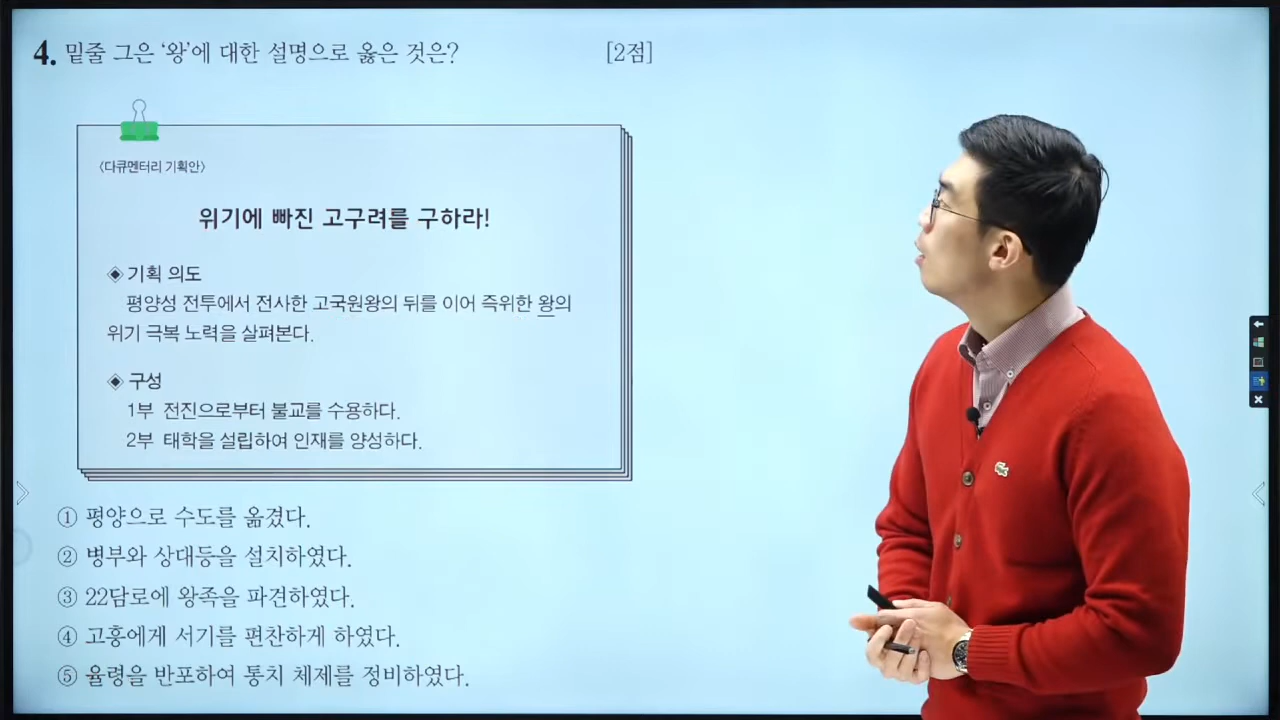 4. 밑줄 그은 ‘왕’에 대한 설명으로 옳은 것은? [2점]
〈다큐멘터리 기획안〉
위기에 빠진 고구려를 구하라!
◈ 기획 의도
평양성 전투에서 전사한 고국원왕의 뒤를 이어 즉위한 왕의
위기 극복 노력을 살펴본다.
◈ 구성
1부 전진으로부터 불교를 수용하다.
2부 태학을 설립하여 인재를 양성하다.
① 평양으로 수도를 옮겼다.
② 병부와 상대등을 설치하였다.
③ 22담로에 왕족을 파견하였다.
④ 고흥에게 서기를 편찬하게 하였다.
⑤ 율령을 반포하여 통치 체제를 정비하였다.